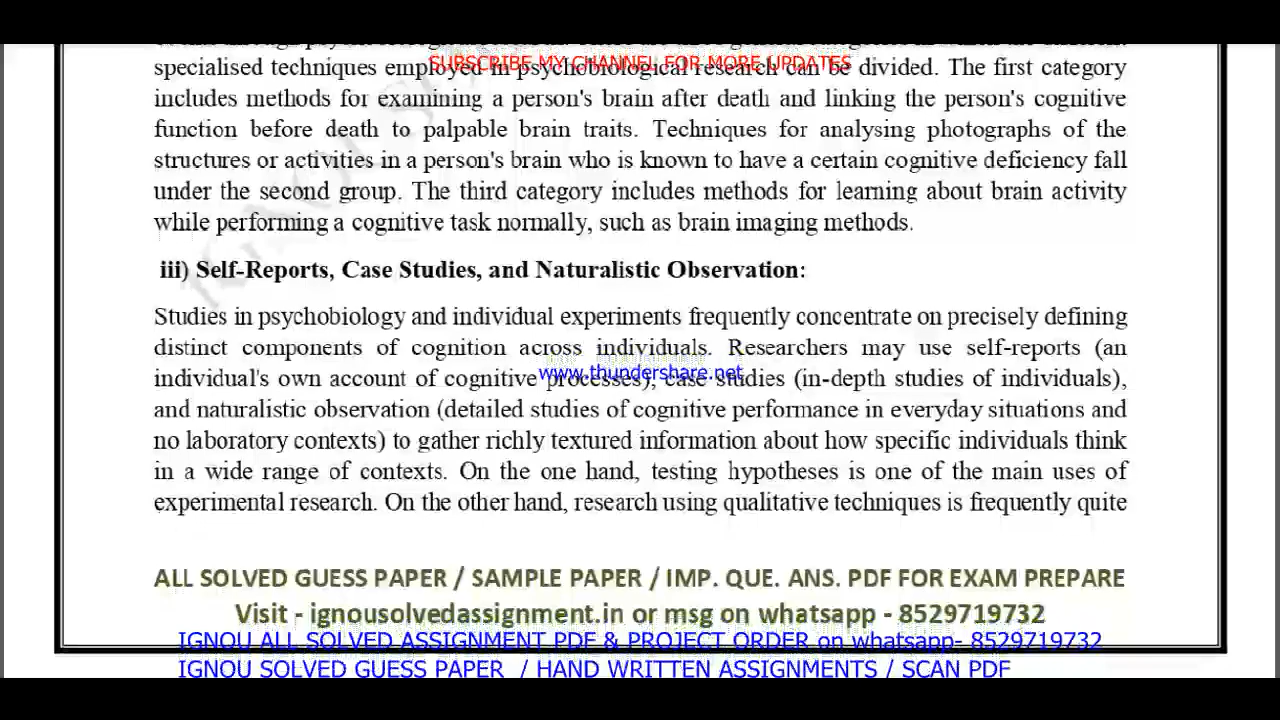 SUBSCRIBE MY CHANNEL FOR MORE UPDATES
specialised techniques employed in psychobiological research can be divided. The first category
includes methods for examining a person's brain after death and linking the person's cognitive
function before death to palpable brain traits. Techniques for analysing photographs of the
structures or activities in a person's brain who is known to have a certain cognitive deficiency fall
under the second group. The third category includes methods for learning about brain activity
while performing a cognitive task normally, such as brain imaging methods.
iii) Self-Reports, Case Studies, and Naturalistic Observation:
Studies in psychobiology and individual experiments frequently concentrate on precisely defining
distinct components of cognition across individuals. Researchers may use self-reports (an
www.thundershare.net
individual's own account of cognitive processes), case studies (in-depth studies of individuals),
and naturalistic observation (detailed studies of cognitive performance in everyday situations and
no laboratory contexts) to gather richly textured information about how specific individuals think
in a wide range of contexts. On the one hand, testing hypotheses is one of the main uses of
experimental research. On the other hand, research using qualitative techniques is frequently quite
ALL SOLVED GUESS PAPER / SAMPLE PAPER / IMP. QUE. ANS. PDF FOR EXAM PREPARE
Visit - ignousolvedassignment.in or msg on whatsapp - 8529719732
IGNOU ALL SOLVED ASSIGNMENT PDF & PROJECT ORDER on whatsapp- 8529719732
IGNOU SOLVED GUESS PAPER / HAND WRITTEN ASSIGNMENTS / SCAN PDF